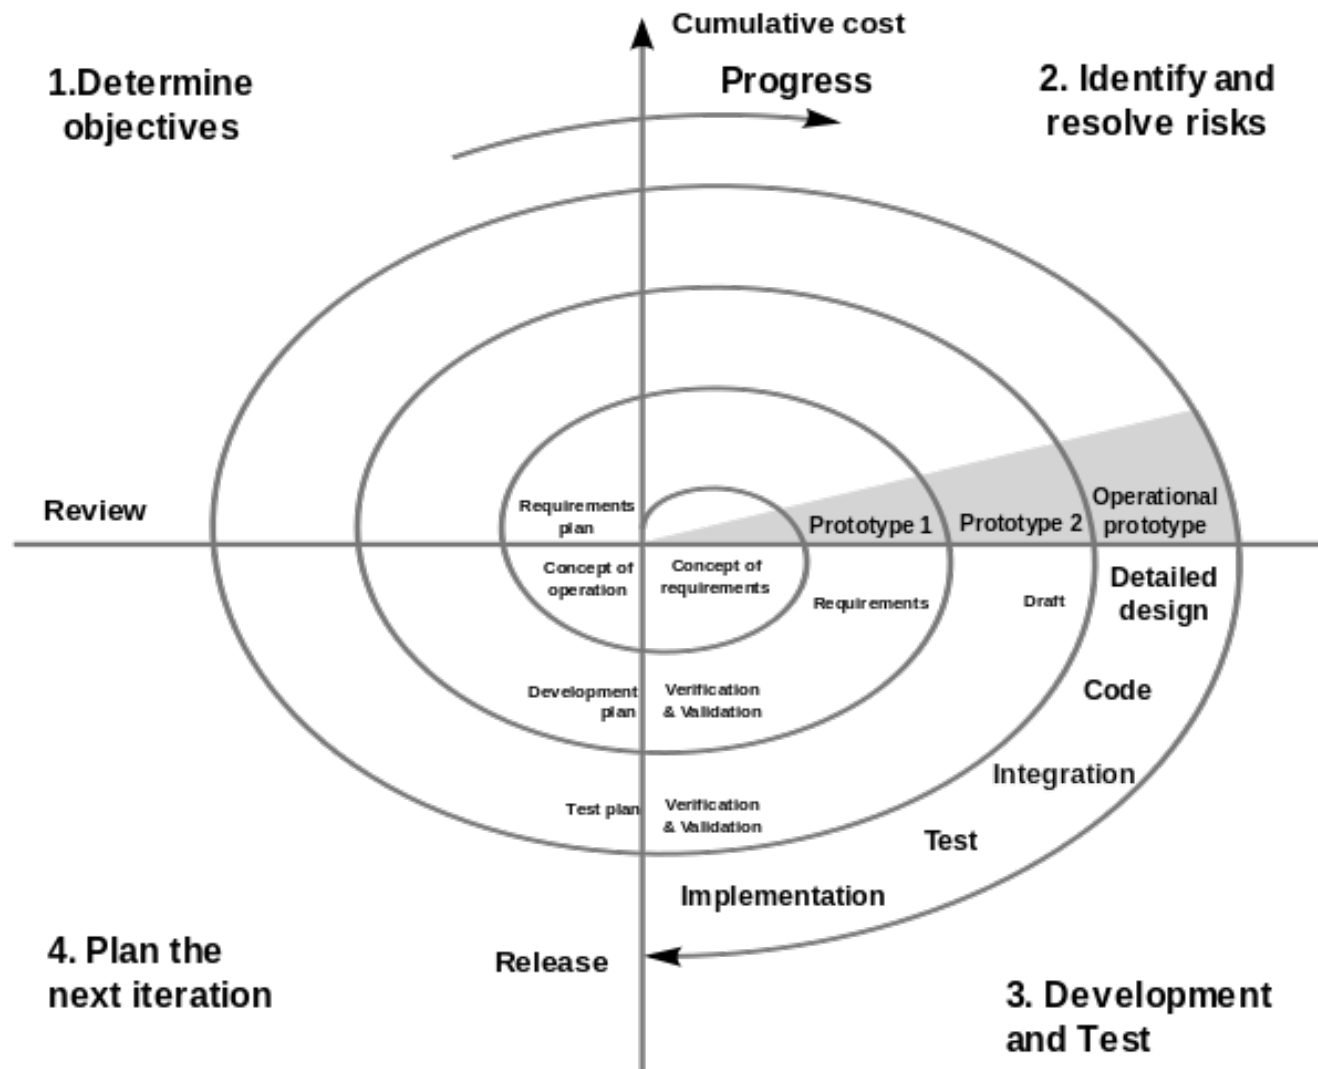 Cumulative cost
Progress
1.Determine
objectives
2. Identify and
resolve risks
Review
Requirements
plan
Prototype 1
Prototype 2
Operational
prototype
Concept of
operation
Concept of
requirements
Requirements
Draft
Detailed
design
Development
plan
Verification
& Validation
Code
Test plan
Verification
& Validation
Integration
Test
Implementation
Release
4. Plan the
next iteration
3. Development
and Test